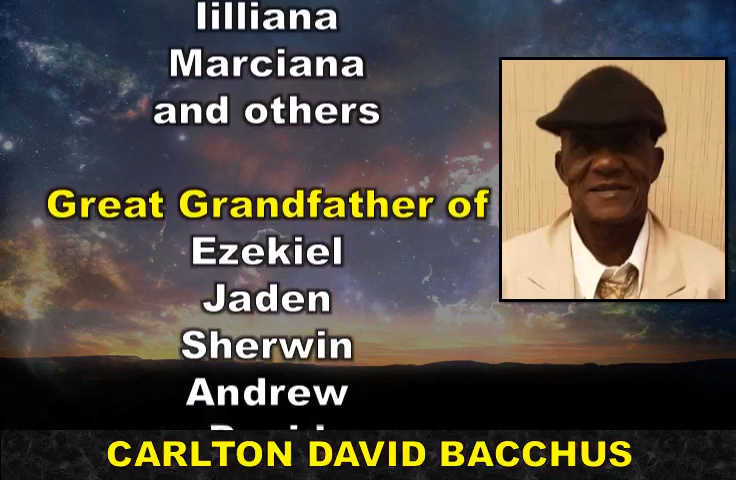 Iilliana
Marciana
and others
Great Grandfather of
Ezekiel
Jaden
Sherwin
Andrew
CARLTON DAVID BACCHUS